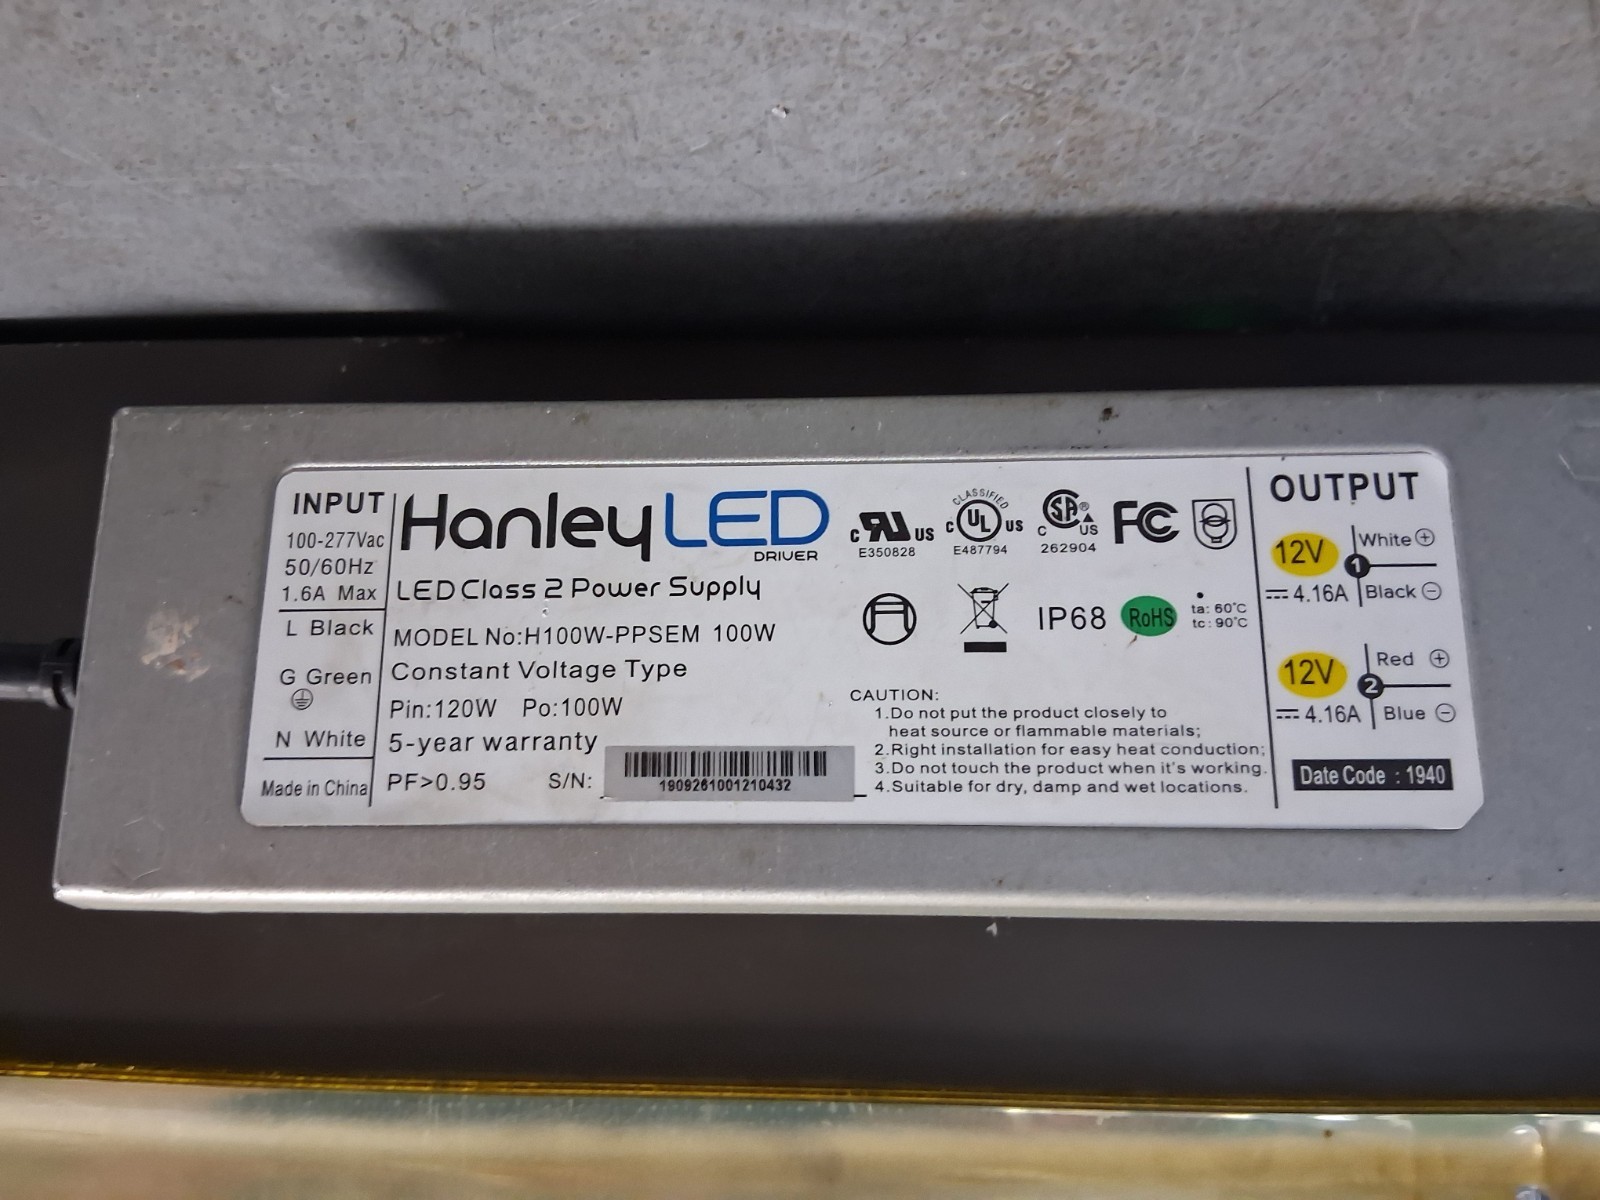 INPUT
100-277Vac
50/60Hz
1.6A Max
L Black
G Green
N White
Made in China
HanleyLED
DRIVER
LED Class 2 Power Supply
MODEL No:H100W-PPSEM 100W
Constant Voltage Type
Pin:120W Po:100W
5-year warranty
PF>0.95 S/N:
1909261001210432
c RU US
E350828
CLASSIFIED
c UL US
E487794
SA ®
C US
262904
FC
IP68
RoHS
ta: 60°C
tc: 90°C
CAUTION:
1.Do not put the product closely to
heat source or flammable materials;
2.Right installation for easy heat conduction;
3.Do not touch the product when it's working.
4.Suitable for dry, damp and wet locations.
OUTPUT
12V
4.16A
1
White ⊕
Black ⊖
12V
4.16A
2
Red ⊕
Blue ⊖
Date Code : 1940